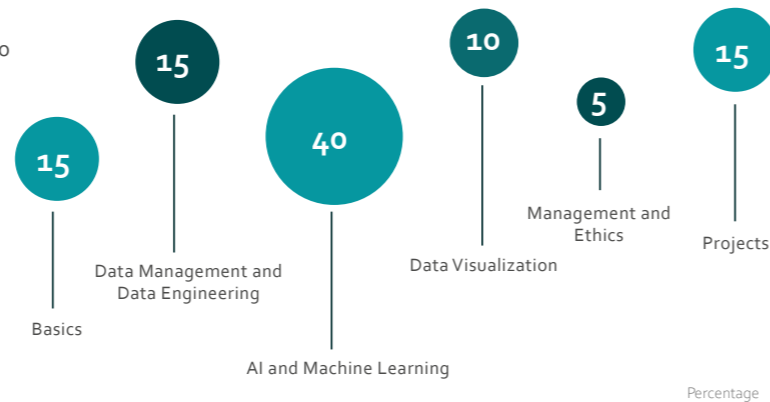 o
15
Basics
15
Data Management and
Data Engineering
40
AI and Machine Learning
10
Data Visualization
5
Management and
Ethics
15
Projects
Percentage